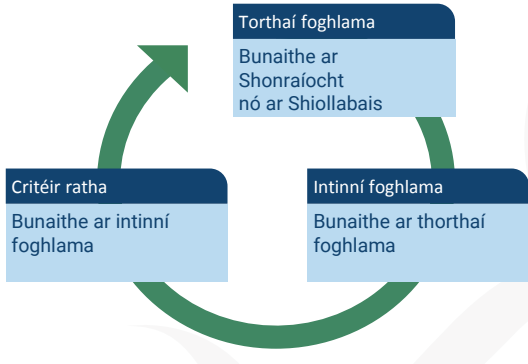 Torthaí foghlama
Bunaithe ar
Shonraíocht
nó ar Shiollabais
Critéir ratha
Bunaithe ar intinní
foghlama
Intinní foghlama
Bunaithe ar thorthaí
foghlama